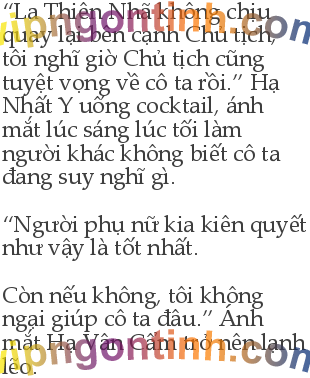 “La Thiên Nhã không chịu
quay lại bên cạnh Chủ tịch,
tôi nghĩ giờ Chủ tịch cũng
tuyệt vọng về cô ta rồi.” Hạ
Nhất Y uống cocktail, ánh
mắt lúc sáng lúc tối làm
người khác không biết cô ta
đang suy nghĩ gì.
“Người phụ nữ kia kiên quyết
như vậy là tốt nhất.
Còn nếu không, tôi không
ngại giúp cô ta đâu.” Ánh
mắt Hạ Vân Cẩm trở nên lạnh
lẽo.
vipngontinh.com
vipngontinh.com